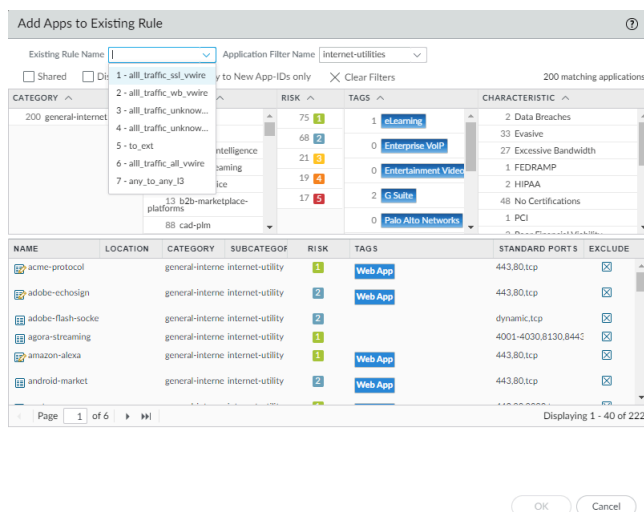 Add Apps to Existing Rule
Existing Rule Name Application Filter Name internet-utilities
Shared Dis y to New App-IDs only Clear Filters 200 matching applications
1 - alll_traffic_ssl_vwire
2 - alll_traffic_wb_vwire
3 - alll_traffic_unknow...
4 - alll_traffic_unknow...
5 - to_ext
6 - alll_traffic_all_vwire
7 - any_to_any_l3
CATEGORY RISK TAGS CHARACTERISTIC
200 general-internet 75 1 1 eLearning 2 Data Breaches
68 2 0 Enterprise VoIP 33 Evasive
ntelligence 21 3 27 Excessive Bandwidth
eaming 0 Entertainment Video 1 FEDRAMP
ice 19 4 2 HIPAA
13 b2b-marketplace-platforms 17 5 2 G Suite 48 No Certifications
88 cad-plm 0 Palo Alto Networks 1 PCI
NAME LOCATION CATEGORY SUBCATEGOR RISK TAGS STANDARD PORTS EXCLUDE
acme-protocol general-interne internet-utility 1 Web App 443,80,tcp
adobe-echosign general-interne internet-utility 2 Web App 443,80,tcp
adobe-flash-socke general-interne internet-utility 2 dynamic,tcp
agora-streaming general-interne internet-utility 1 4001-4030,8130,8443
amazon-alexa general-interne internet-utility 1 Web App 443,80,tcp
android-market general-interne internet-utility 2 Web App 443,80,tcp
Page 1 of 6 Displaying 1 - 40 of 222
OK Cancel